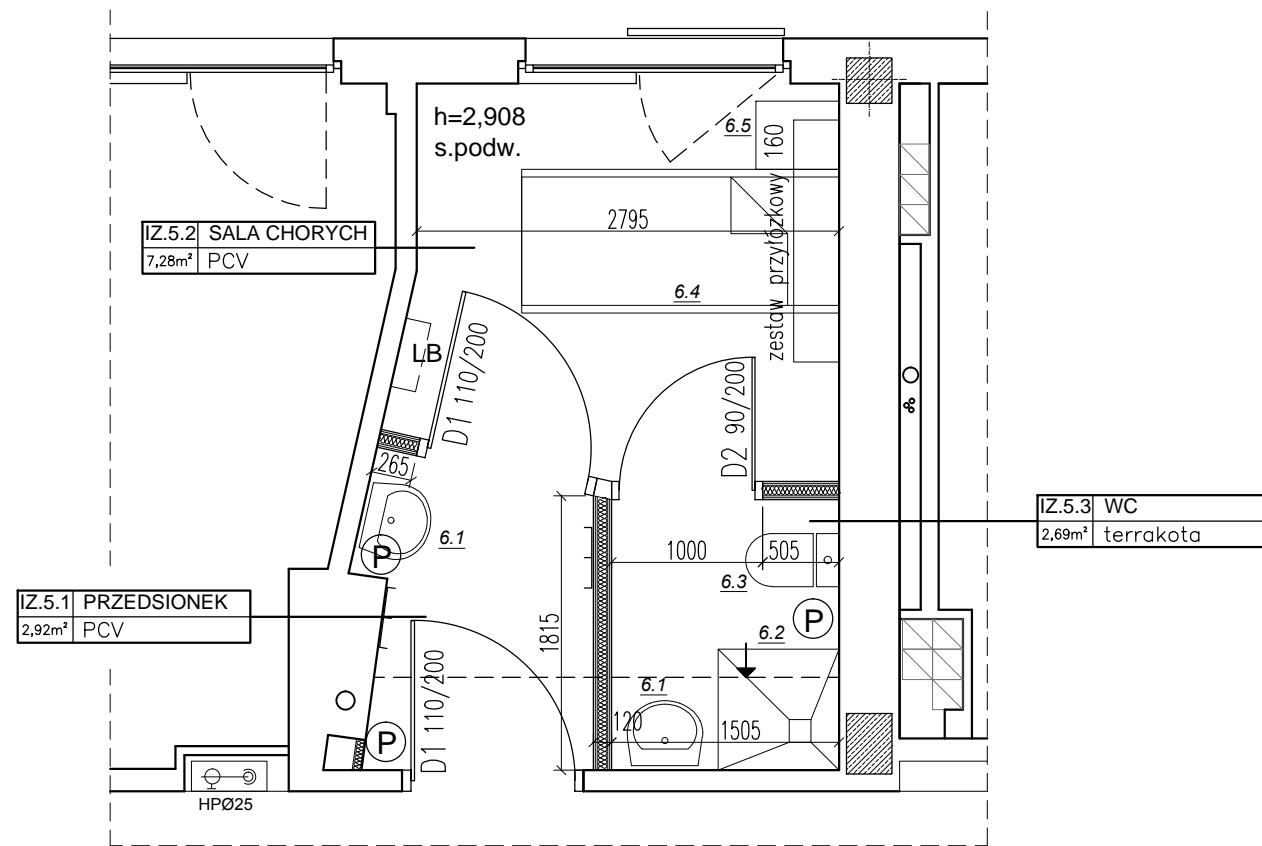 h=2,908
s.podw.
6.5
zestaw przyłóżkowy 160
2795
IZ.5.2 SALA CHORYCH
7,28m² PCV
6.4
LB
D1 110/200
D2 90/200
265
6.1
P
1000
505
6.3
IZ.5.3 WC
2,69m² terrakota
IZ.5.1 PRZEDSIONEK
2,92m² PCV
1815
P
6.2
6.1
120
1505
D1 110/200
P
HPØ25